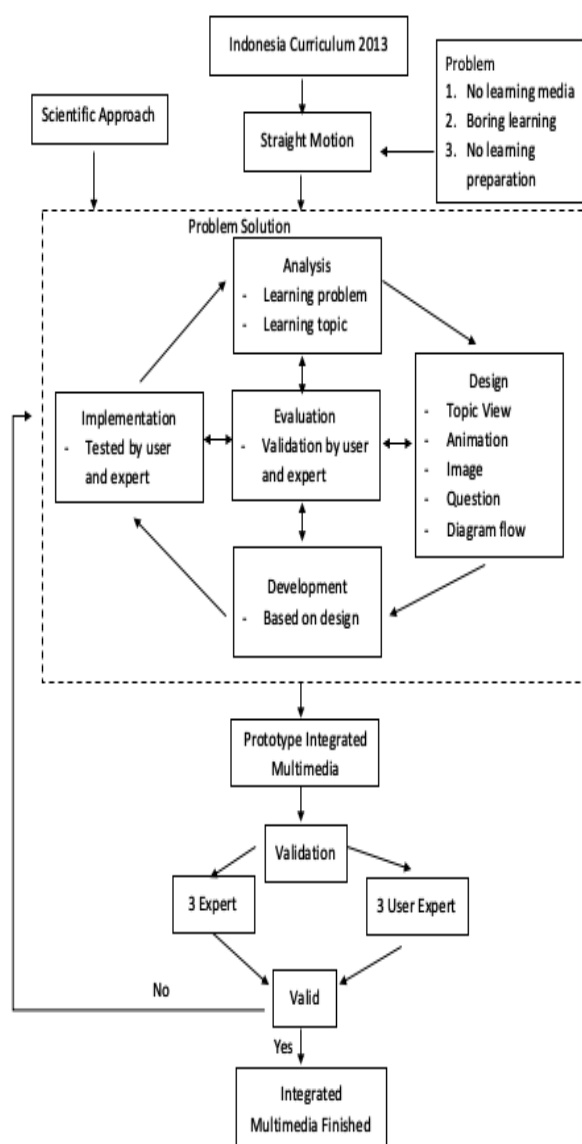 Indonesia Curriculum 2013
Problem
1. No learning media
2. Boring learning
3. No learning
preparation
Scientific Approach
Straight Motion
Problem Solution
Analysis
- Learning problem
- Learning topic
Implementation
- Tested by user
and expert
Evaluation
- Validation by user
and expert
Design
- Topic View
- Animation
- Image
- Question
- Diagram flow
Development
- Based on design
Prototype Integrated
Multimedia
Validation
3 Expert
3 User Expert
No
Valid
Yes
Integrated
Multimedia Finished